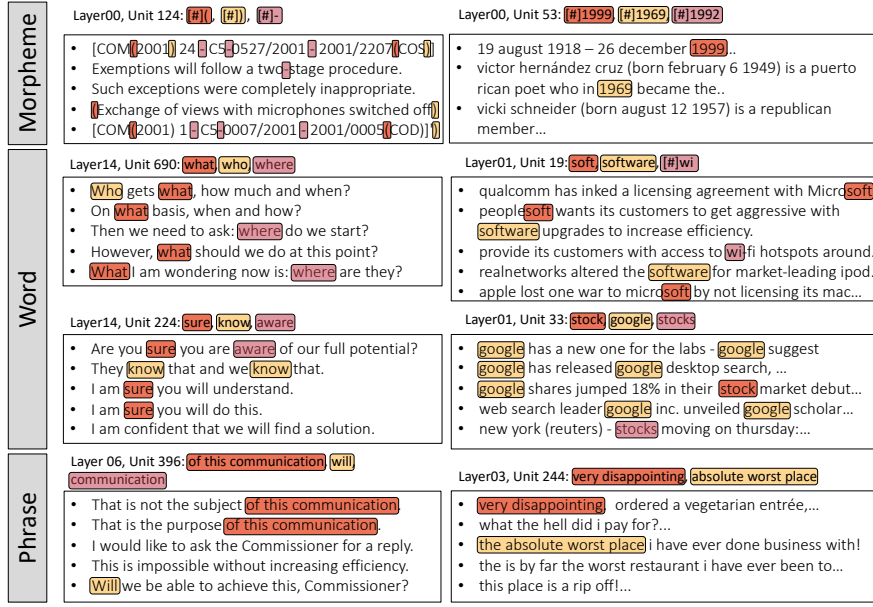 Morpheme
Layer00, Unit 124: [#](, [#]), [#]-
• [COM(2001) 24 - C5-0527/2001 - 2001/2207(COS)]
• Exemptions will follow a two-stage procedure.
• Such exceptions were completely inappropriate.
• (Exchange of views with microphones switched off)
• [COM(2001) 1 - C5-0007/2001 - 2001/0005(COD)]")
Layer00, Unit 53: [#]1999, [#]1969, [#]1992
• 19 august 1918 – 26 december 1999..
• victor hernández cruz (born february 6 1949) is a puerto
rican poet who in 1969 became the..
• vicki schneider (born august 12 1957) is a republican
member...
Word
Layer14, Unit 690: what, who, where
• Who gets what, how much and when?
• On what basis, when and how?
• Then we need to ask: where do we start?
• However, what should we do at this point?
• What I am wondering now is: where are they?
Layer01, Unit 19: soft, software, [#]wi
• qualcomm has inked a licensing agreement with Microsoft
• peoplesoft wants its customers to get aggressive with
software upgrades to increase efficiency.
• provide its customers with access to wi-fi hotspots around.
• realnetworks altered the software for market-leading ipod.
• apple lost one war to microsoft by not licensing its mac...
Layer14, Unit 224: sure, know, aware
• Are you sure you are aware of our full potential?
• They know that and we know that.
• I am sure you will understand.
• I am sure you will do this.
• I am confident that we will find a solution.
Layer01, Unit 33: stock, google, stocks
• google has a new one for the labs - google suggest
• google has released google desktop search, ...
• google shares jumped 18% in their stock market debut...
• web search leader google inc. unveiled google scholar...
• new york (reuters) - stocks moving on thursday:...
Phrase
Layer 06, Unit 396: of this communication, will,
communication
• That is not the subject of this communication.
• That is the purpose of this communication.
• I would like to ask the Commissioner for a reply.
• This is impossible without increasing efficiency.
• Will we be able to achieve this, Commissioner?
Layer03, Unit 244: very disappointing, absolute worst place
• very disappointing. ordered a vegetarian entrée,...
• what the hell did i pay for?...
• the absolute worst place i have ever done business with!
• the is by far the worst restaurant i have ever been to...
• this place is a rip off!...